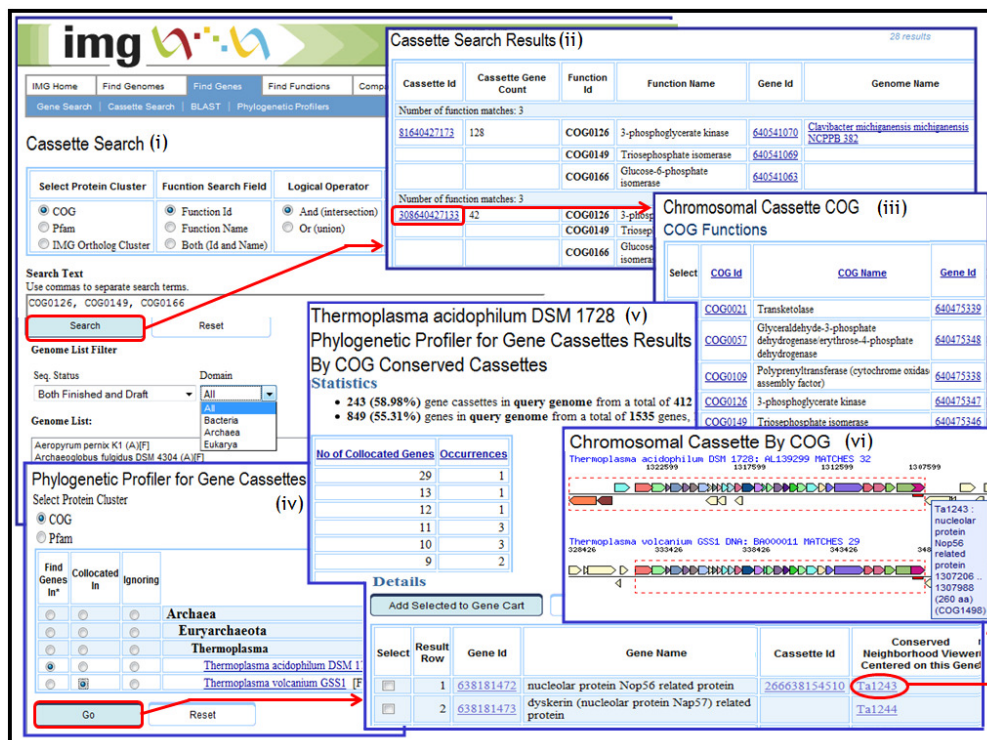 img
IMG Home Find Genomes Find Genes Find Functions Compa
Gene Search | Cassette Search | BLAST | Phylogenetic Profilers
Cassette Search (i)
Select Protein Cluster Fucntion Search Field Logical Operator
COG Function Id And (intersection)
Pfam Function Name Or (union)
IMG Ortholog Cluster Both (Id and Name)
Search Text
Use commas to separate search terms.
COG0126, COG0149, COG0166
Search Reset
Genome List Filter
Seq. Status Domain
Both Finished and Draft All
All
Bacteria
Archaea
Eukarya
Genome List:
Aeropyrum pernix K1 (A)[F]
Archaeoglobus fulgidus DSM 4304 (A)[F]
Cassette Search Results (ii) 28 results
Cassette Id Cassette Gene Count Function Id Function Name Gene Id Genome Name
Number of function matches: 3
81640427173 128 COG0126 3-phosphoglycerate kinase 640541070 Clavibacter michiganensis michiganensis NCPPB 382
COG0149 Triosephosphate isomerase 640541069
COG0166 Glucose-6-phosphate isomerase 640541063
Number of function matches: 3
308640427133 42 COG0126 3-phosp
COG0149 Triosep
COG0166 Glucose isomera
Chromosomal Cassette COG (iii)
COG Functions
Select COG Id COG Name Gene Id
COG0021 Transketolase 640475339
COG0057 Glyceraldehyde-3-phosphate dehydrogenase/erythrose-4-phosphate dehydrogenase 640475348
COG0109 Polyprenyltransferase (cytochrome oxidas assembly factor) 640475338
COG0126 3-phosphoglycerate kinase 640475347
COG0149 Triosephosphate isomerase 640475346
Phylogenetic Profiler for Gene Cassettes
(iv)
Select Protein Cluster
COG
Pfam
Find Genes In* Collocated In Ignoring
Archaea
Euryarchaeota
Thermoplasma
Thermoplasma acidophilum DSM 17
Thermoplasma volcanium GSS1 [F
Go Reset
Thermoplasma acidophilum DSM 1728 (v)
Phylogenetic Profiler for Gene Cassettes Results
By COG Conserved Cassettes
Statistics
• 243 (58.98%) gene cassettes in query genome from a total of 412
• 849 (55.31%) genes in query genome from a total of 1535 genes,
No of Collocated Genes Occurrences
29 1
13 1
12 1
11 3
10 3
9 2
Details
Add Selected to Gene Cart
Select Result Row Gene Id Gene Name Cassette Id Conserved Neighborhood Viewer Centered on this Gene
1 638181472 nucleolar protein Nop56 related protein 266638154510 Ta1243
2 638181473 dyskerin (nucleolar protein Nap57) related protein Ta1244
Chromosomal Cassette By COG (vi)
Thermoplasma acidophilum DSM 1728: AL139299 MATCHES 32
1322599 1317599 1312599 1307599
Thermoplasma volcanium GSS1 DNA: BA000011 MATCHES 29
328426 333426 338426 343426 348
Ta1243 :
nucleolar
protein
Nop56
related
protein
1307206 ..
1307988
(260 aa)
(COG1498)